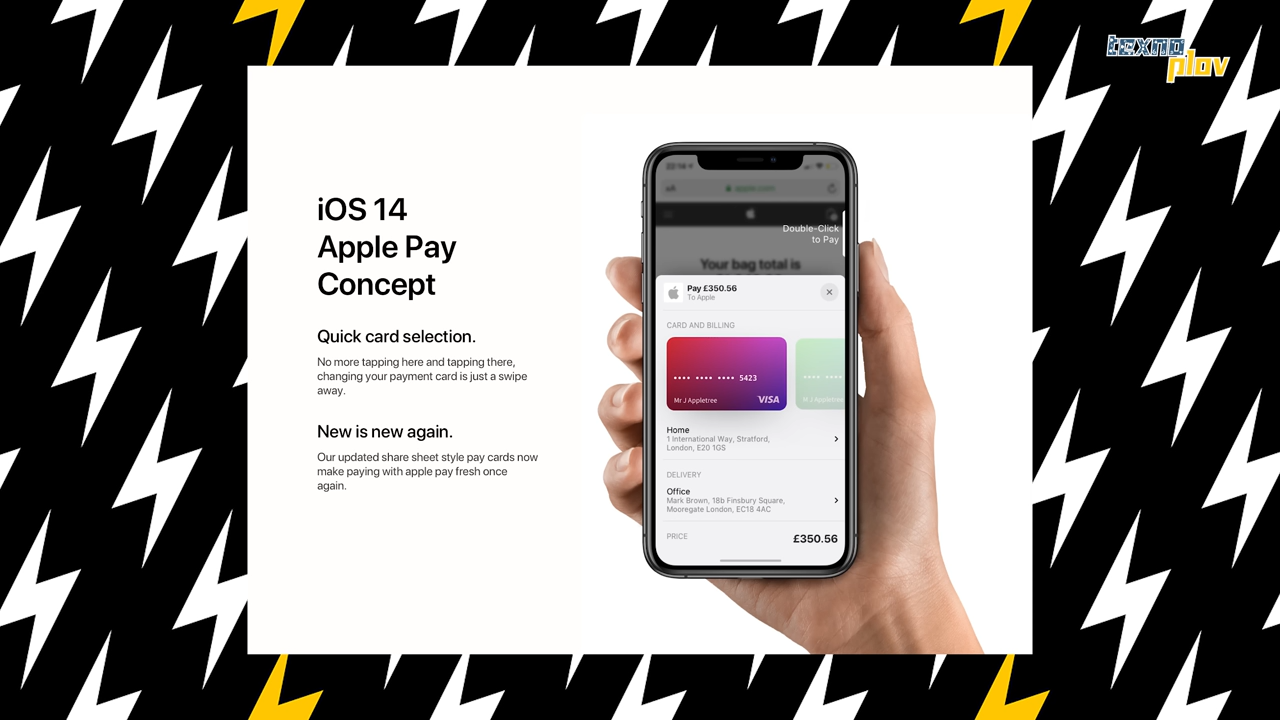 texno
plov
iOS 14
Apple Pay
Concept
Quick card selection.
No more tapping here and tapping there,
changing your payment card is just a swipe
away.
New is new again.
Our updated share sheet style pay cards now
make paying with apple pay fresh once
again.
AA
apple.com
Double-Click
to Pay
Your bag total is
Pay £350.56
To Apple
CARD AND BILLING
•••• •••• •••• 5423
Mr J Appletree
VISA
•••• ••••
M J Appletree
Home
1 International Way, Stratford,
London, E20 1GS
DELIVERY
Office
Mark Brown, 18b Finsbury Square,
Mooregate London, EC18 4AC
PRICE
£350.56